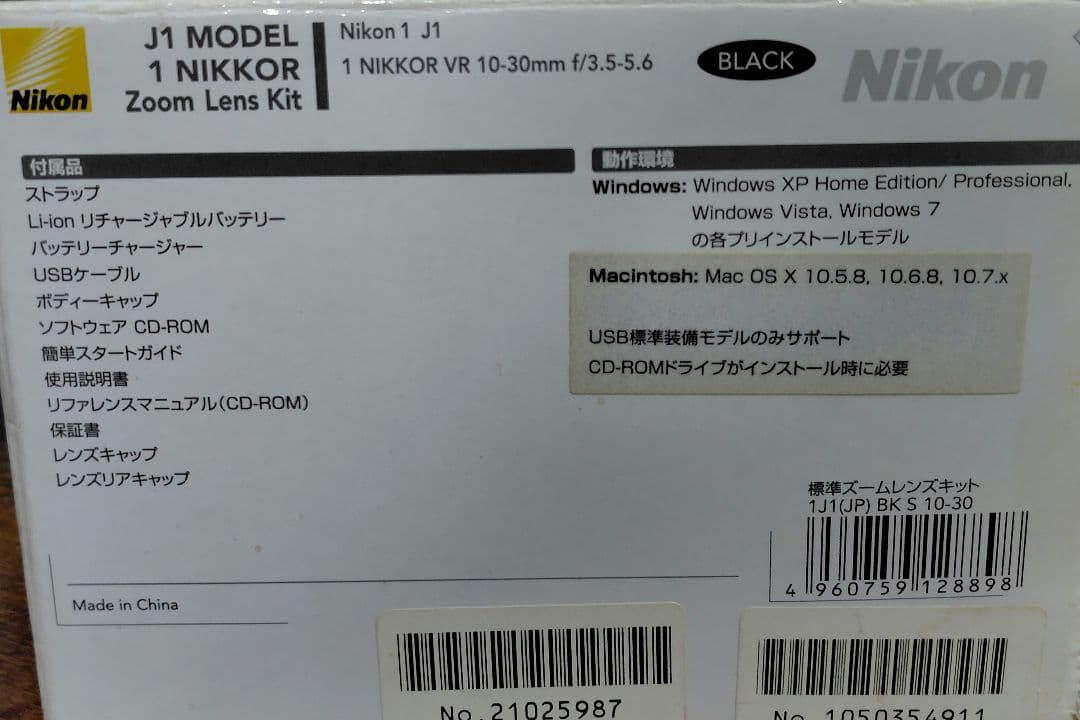 Nikon
J1 MODEL
1 NIKKOR
Zoom Lens Kit
Nikon 1 J1
1 NIKKOR VR 10-30mm f/3.5-5.6
BLACK
Nikon
付属品
ストラップ
Li-ion リチャージャブルバッテリー
バッテリーチャージャー
USBケーブル
ボディーキャップ
ソフトウェア CD-ROM
簡単スタートガイド
使用説明書
リファレンスマニュアル(CD-ROM)
保証書
レンズキャップ
レンズリアキャップ
動作環境
Windows: Windows XP Home Edition/ Professional,
Windows Vista, Windows 7
の各プリインストールモデル
Macintosh: Mac OS X 10.5.8, 10.6.8, 10.7.x
USB標準装備モデルのみサポート
CD-ROMドライブがインストール時に必要
標準ズームレンズキット
1J1(JP) BK S 10-30
4 960759 128898
Made in China
No.21025987
No.1050354911